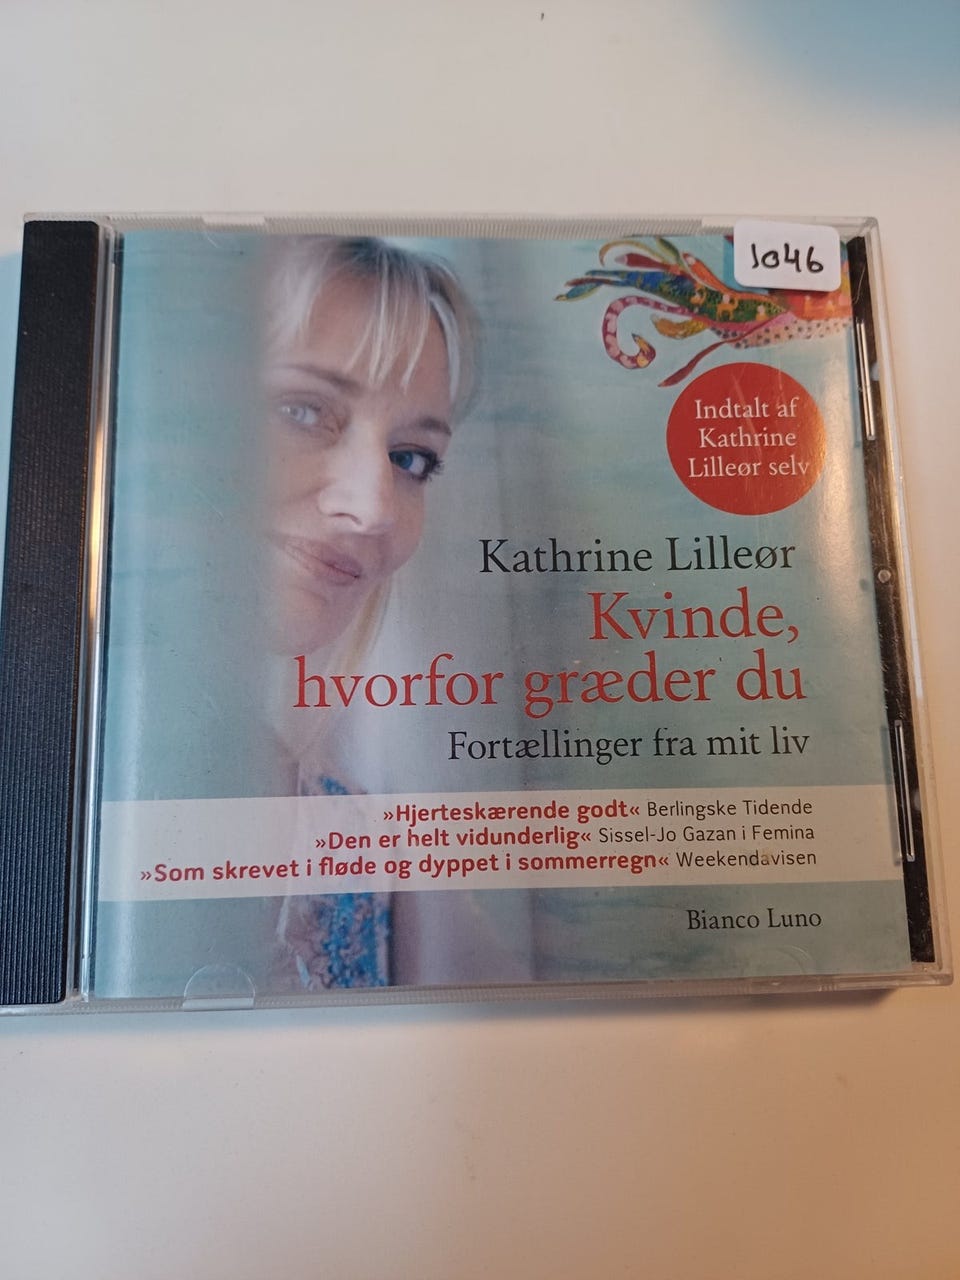 1046
Indtalt af
Kathrine
Lilleør selv
Kathrine Lilleør
Kvinde,
hvorfor græder du
Fortællinger fra mit liv
»Hjerteskærende godt« Berlingske Tidende
»Den er helt vidunderlig« Sissel-Jo Gazan i Femina
»Som skrevet i fløde og dyppet i sommerregn« Weekendavisen
Bianco Luno